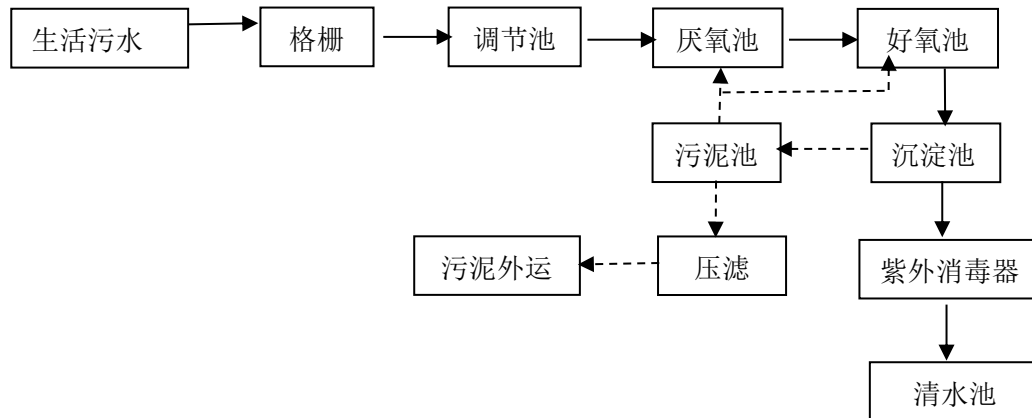 生活污水
格栅
调节池
厌氧池
好氧池
污泥池
沉淀池
污泥外运
压滤
紫外消毒器
清水池